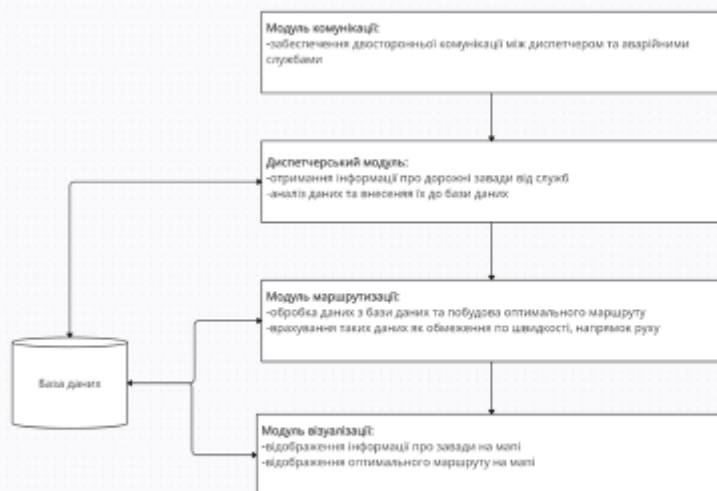 Модуль комунікації:
-забеспечення двосторонньої комунікації між диспетчером та аварійними
службами
Диспетчерський модуль:
-отримання інформації про дорожні завади від служб
-аналіз даних та внесеняя їх до бази даних
Модуль маршрутизації:
-обробка даних з бази даних та побудова оптимального маршруту
-врахування таких даних як обмеження по швидкості, напрямок руху
База даних
Модуль візуалізації:
-відображення інформації про завади на мапі
-відображення оптимального маршруту на мапі